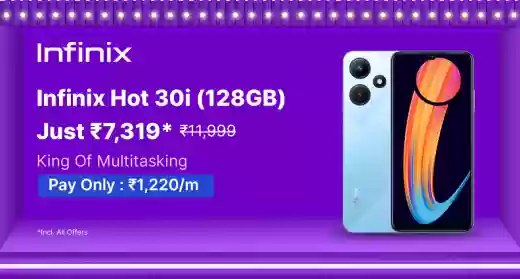 Infinix
Infinix Hot 30i (128GB)
Just ₹7,319* ₹11,999
King Of Multitasking
Pay Only : ₹1,220/m
*Incl. All Offers